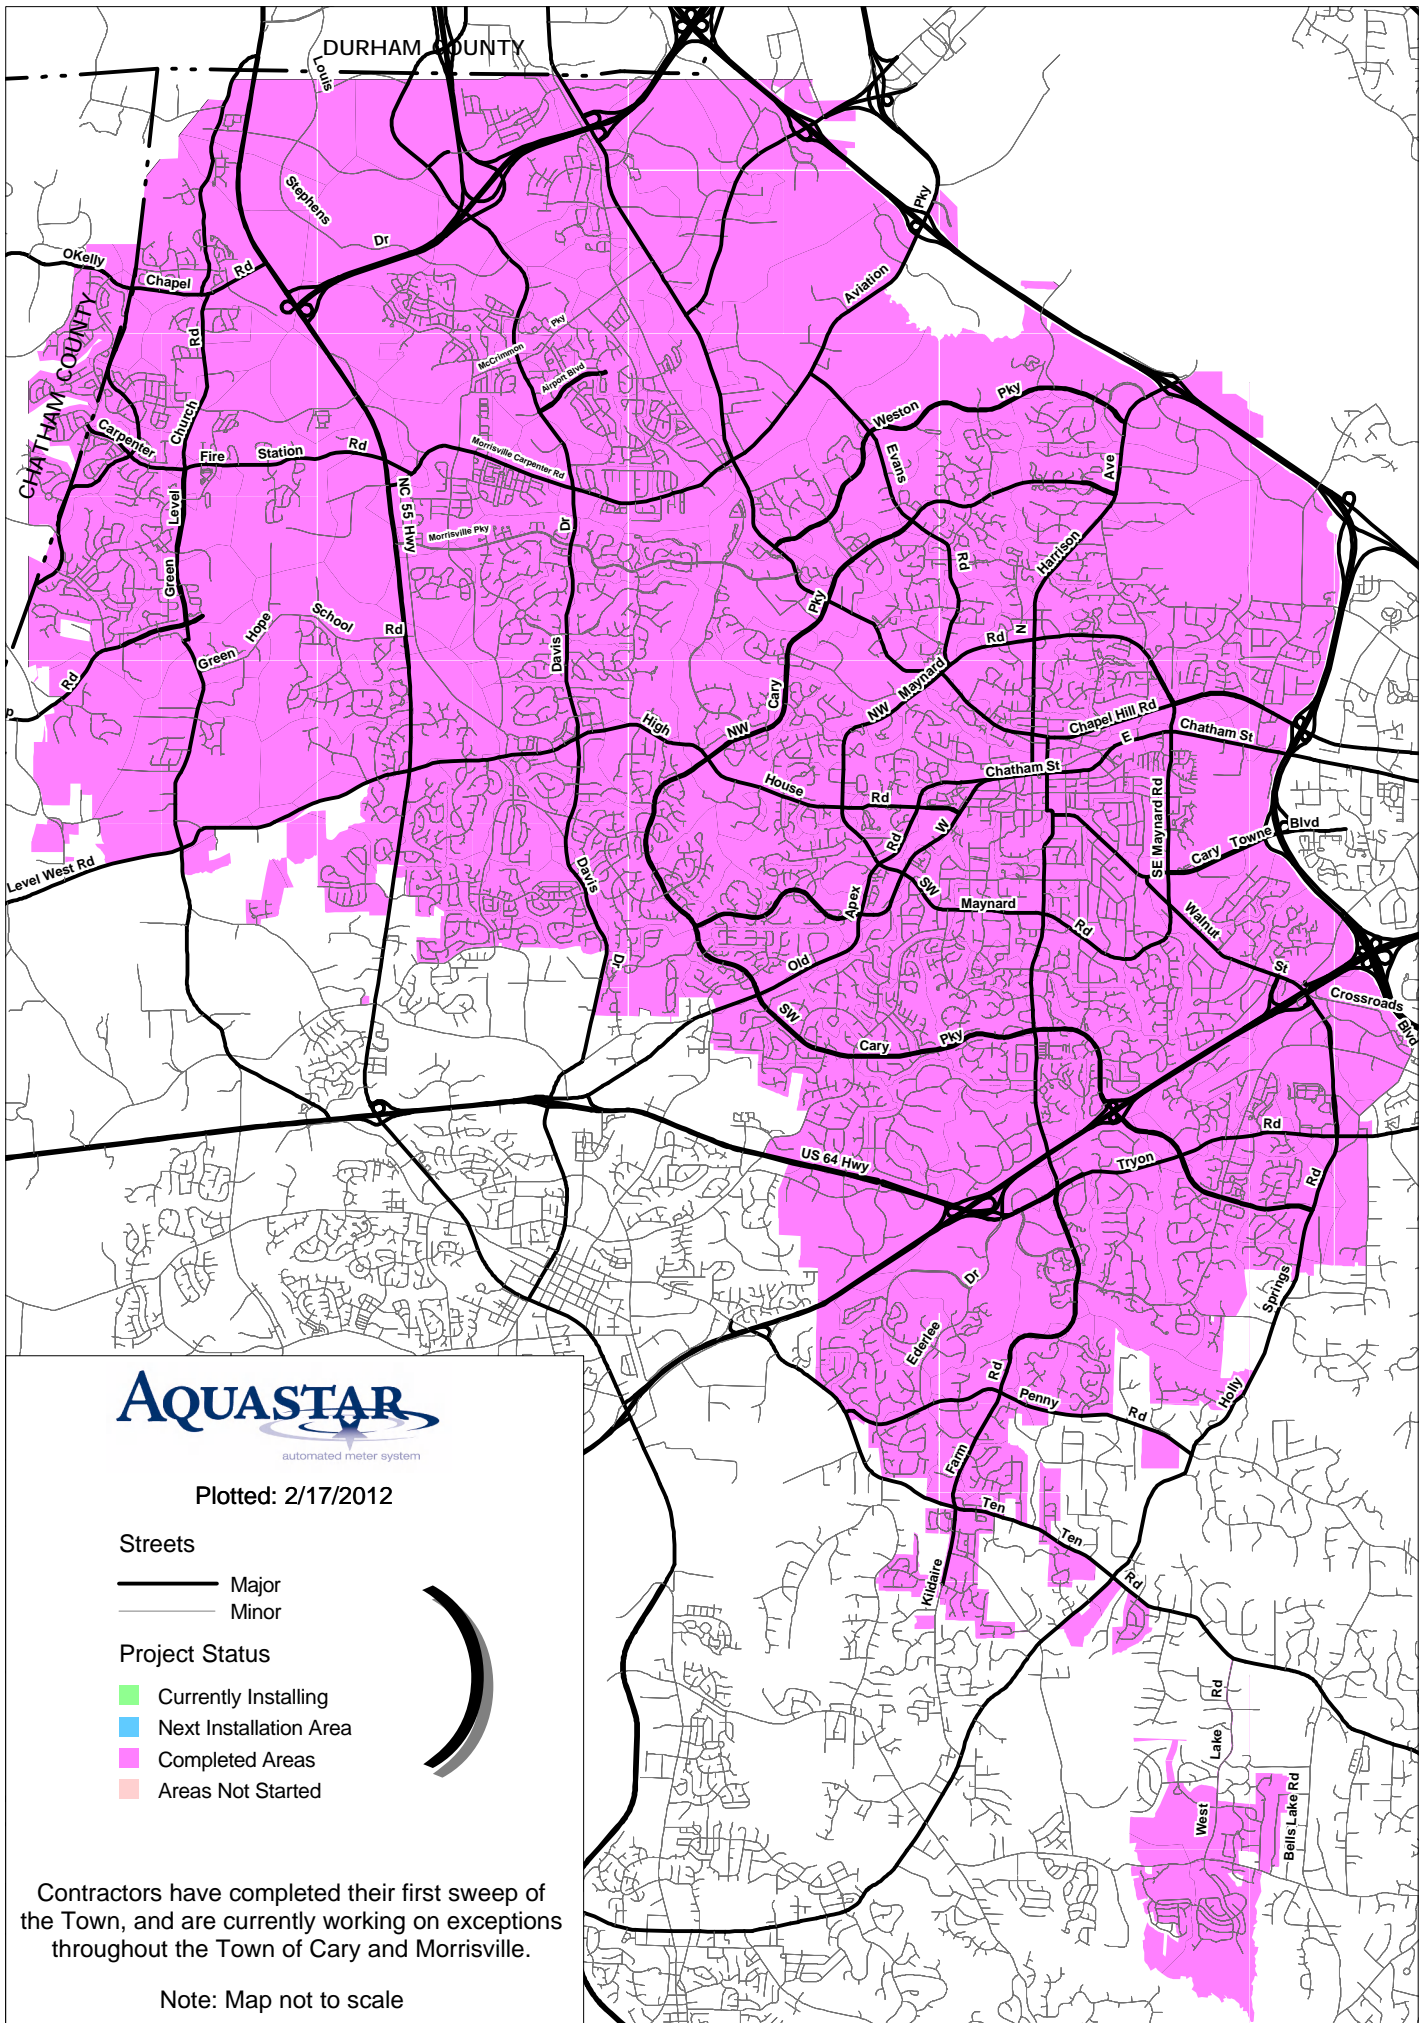 DURHAM COUNTY
Louis
Stephens
Dr
Pky
OKelly
Chapel
Rd
Aviation
CHATHAM COUNTY
Rd
McCrimmon
Pky
Airport Blvd
Weston
Pky
Church
Carpenter
Fire
Station
Rd
Morrisville Carpenter Rd
Evans
Ave
Level
NC 55 Hwy
Morrisville Pky
Dr
Harrison
Rd
Green
Pky
Hope
School
Rd
N
Rd
Green
Davis
Maynard
Rd
Cary
NW
NW
High
Chapel Hill Rd
E
Chatham St
House
Rd
Chatham St
SE Maynard Rd
W
Rd
Cary
Towne
Blvd
Level West Rd
Davis
SW
Maynard
Rd
Apex
Walnut
St
Old
Dr
Crossroads
Blvd
SW
Cary
Pky
Rd
Tryon
US 64 Hwy
Rd
Dr
Springs
Ederlee
Rd
Penny
Rd
Holly
Farm
Ten
Ten
Rd
Kildaire
Rd
Lake
West
Bells Lake Rd
AQUASTAR
automated meter system
Plotted: 2/17/2012
Streets
Major
Minor
Project Status
Currently Installing
Next Installation Area
Completed Areas
Areas Not Started
Contractors have completed their first sweep of
the Town, and are currently working on exceptions
throughout the Town of Cary and Morrisville.
Note: Map not to scale